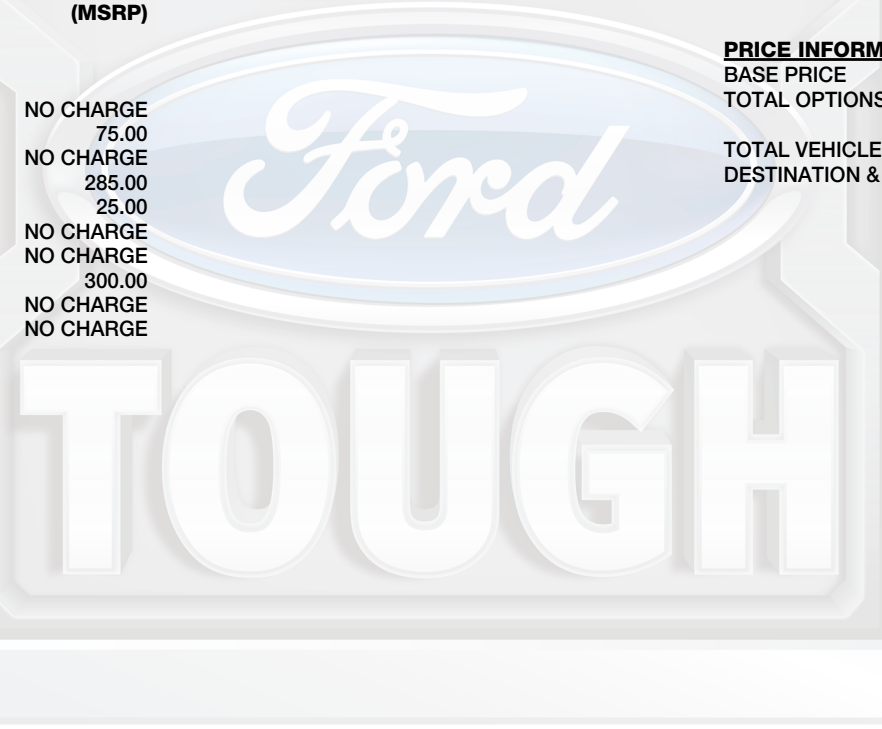 (MSRP)
NO CHARGE
75.00
NO CHARGE
285.00
25.00
NO CHARGE
NO CHARGE
300.00
NO CHARGE
NO CHARGE
PRICE INFORM
BASE PRICE
TOTAL OPTIONS
TOTAL VEHICLE
DESTINATION &
Ford
TOUGH